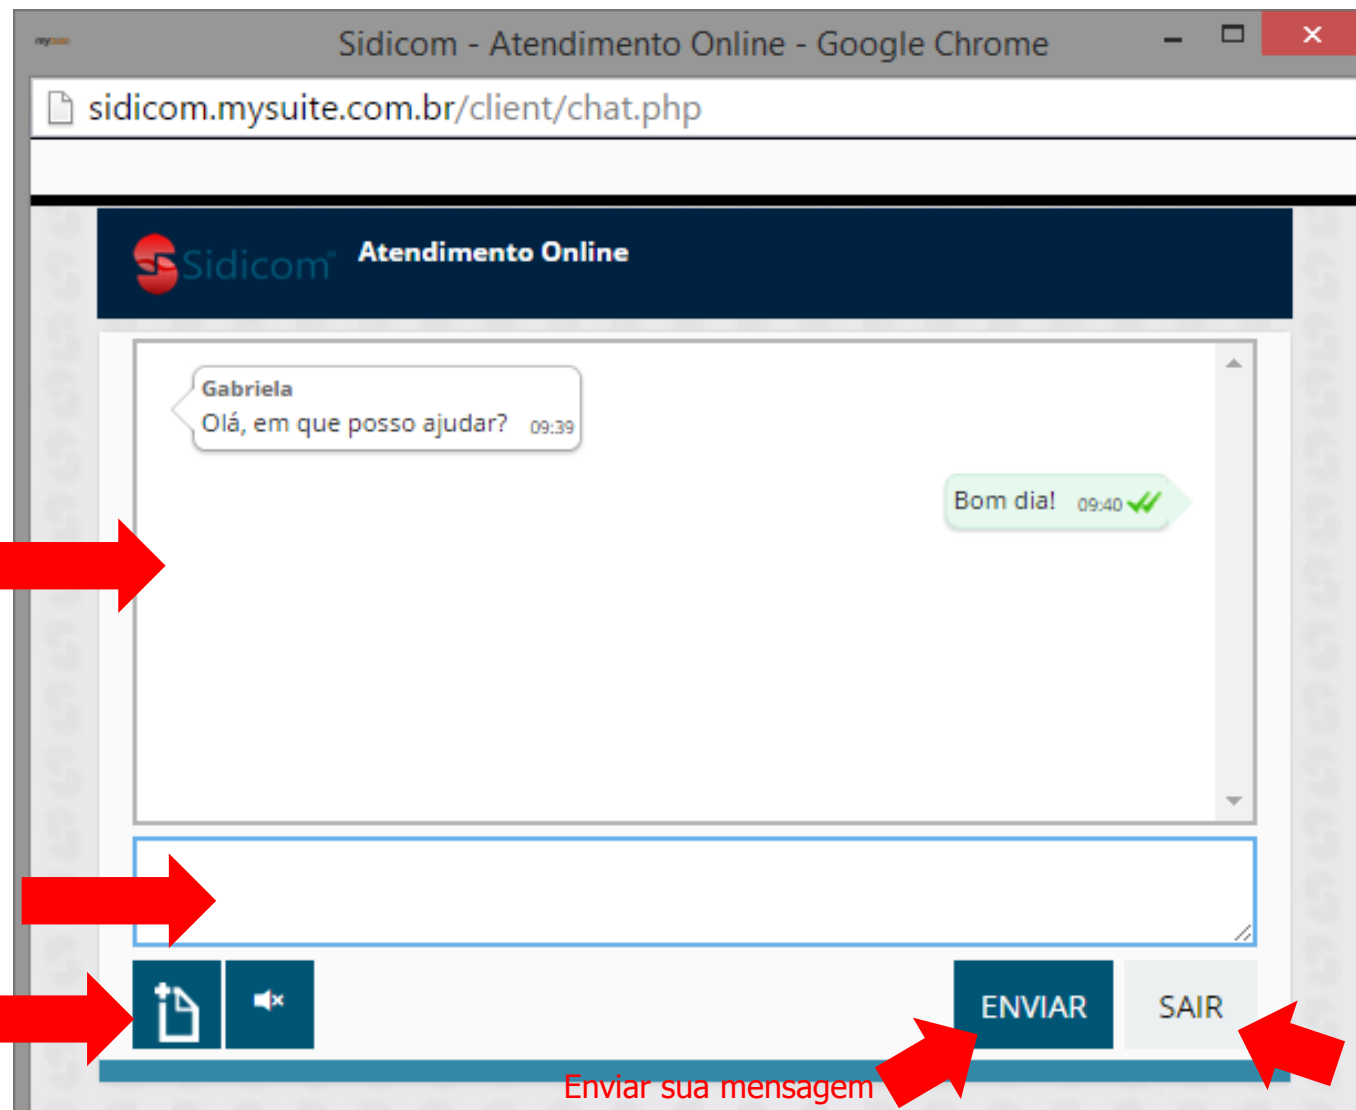 Sidicom - Atendimento Online - Google Chrome
sidicom.mysuite.com.br/client/chat.php
Sidicom
Atendimento Online
Gabriela
Olá, em que posso ajudar? 09:39
Bom dia! 09:40
ENVIAR
SAIR
Enviar sua mensagem